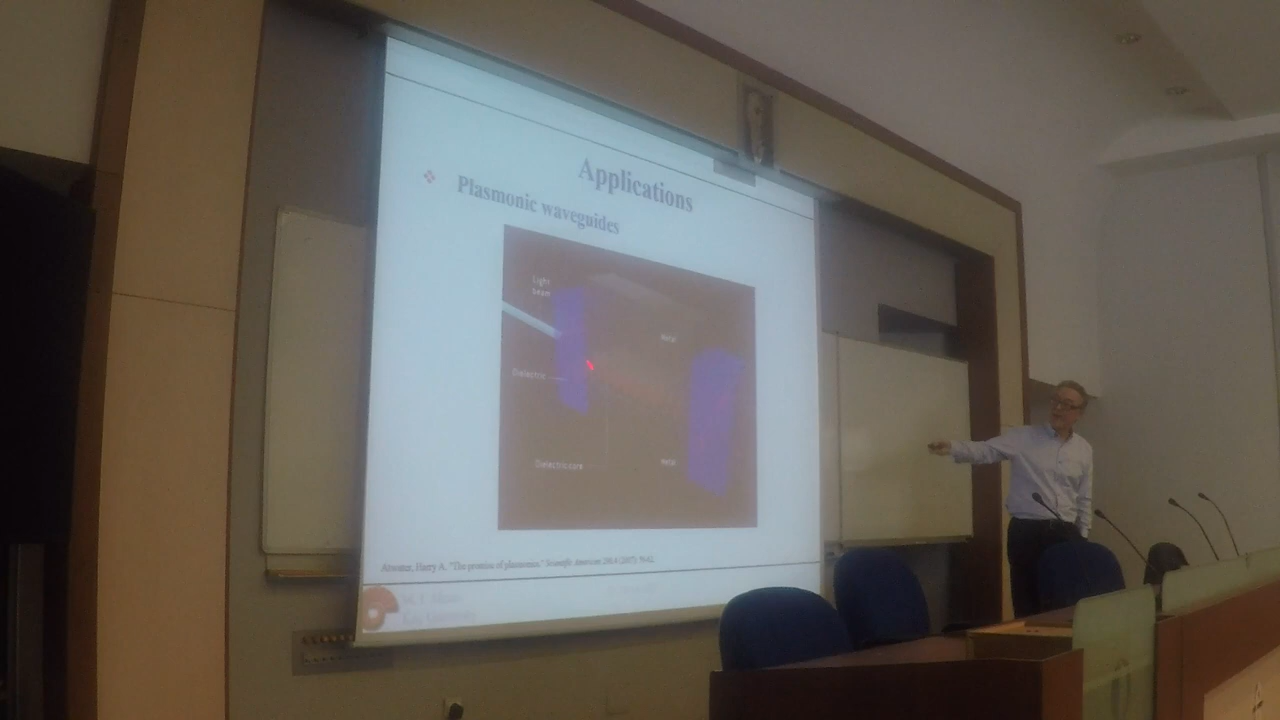 Applications
Plasmonic waveguides
Light
beam
Metal
Dielectric
Dielectric core
Metal
Atwater, Harry A. "The promise of plasmonics." Scientific American 296.4 (2007): 56-62.